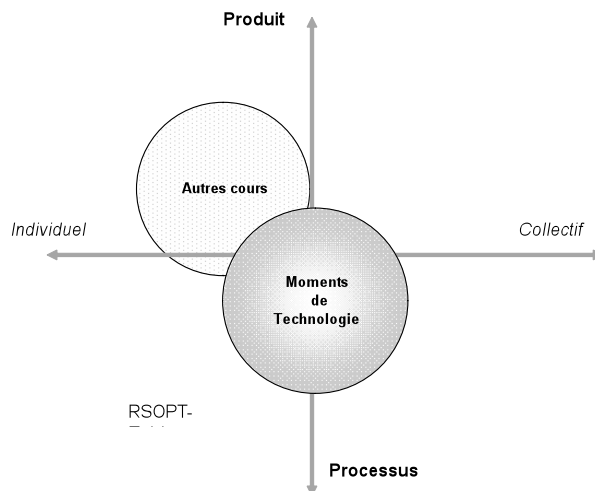 Produit
Autres cours
Individuel
Collectif
Moments
de
Technologie
RSOPT-
Processus